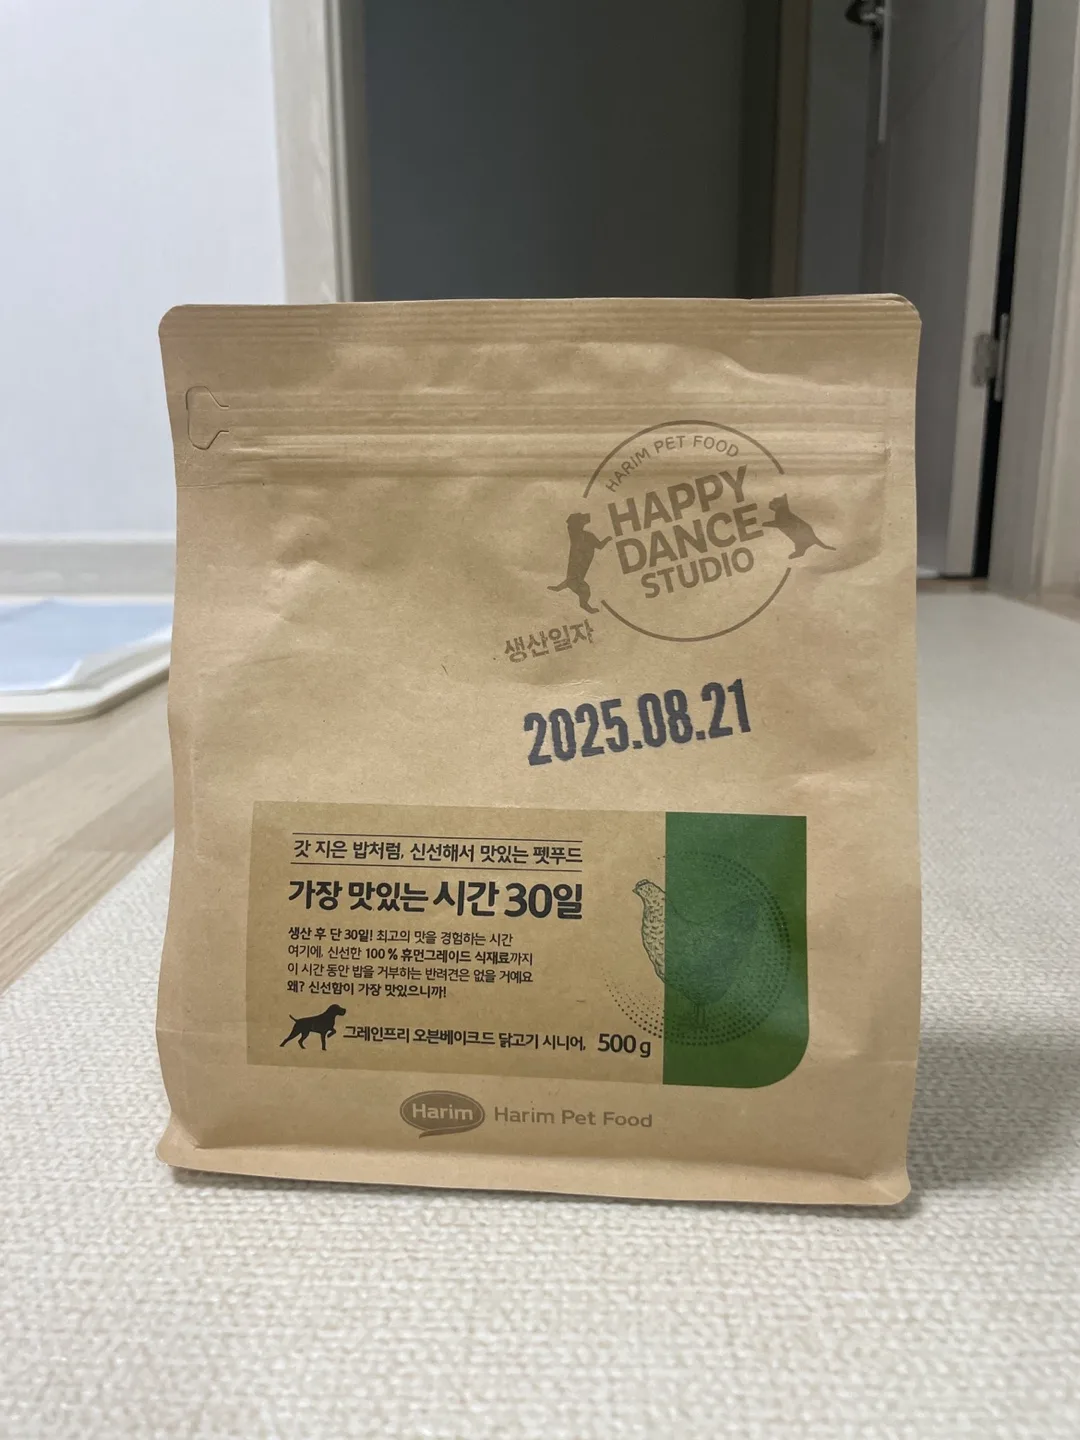 HARIM PET FOOD
HAPPY
DANCE
STUDIO
생산일자
2025.08.21
갓 지은 밥처럼, 신선해서 맛있는 펫푸드
가장 맛있는 시간 30일
생산 후 단 30일! 최고의 맛을 경험하는 시간
여기에, 신선한 100 % 휴먼그레이드 식재료까지
이 시간 동안 밥을 거부하는 반려견은 없을 거예요
왜? 신선함이 가장 맛있으니까!
그레인프리 오븐베이크드 닭고기 시니어, 500 g
Harim Harim Pet Food